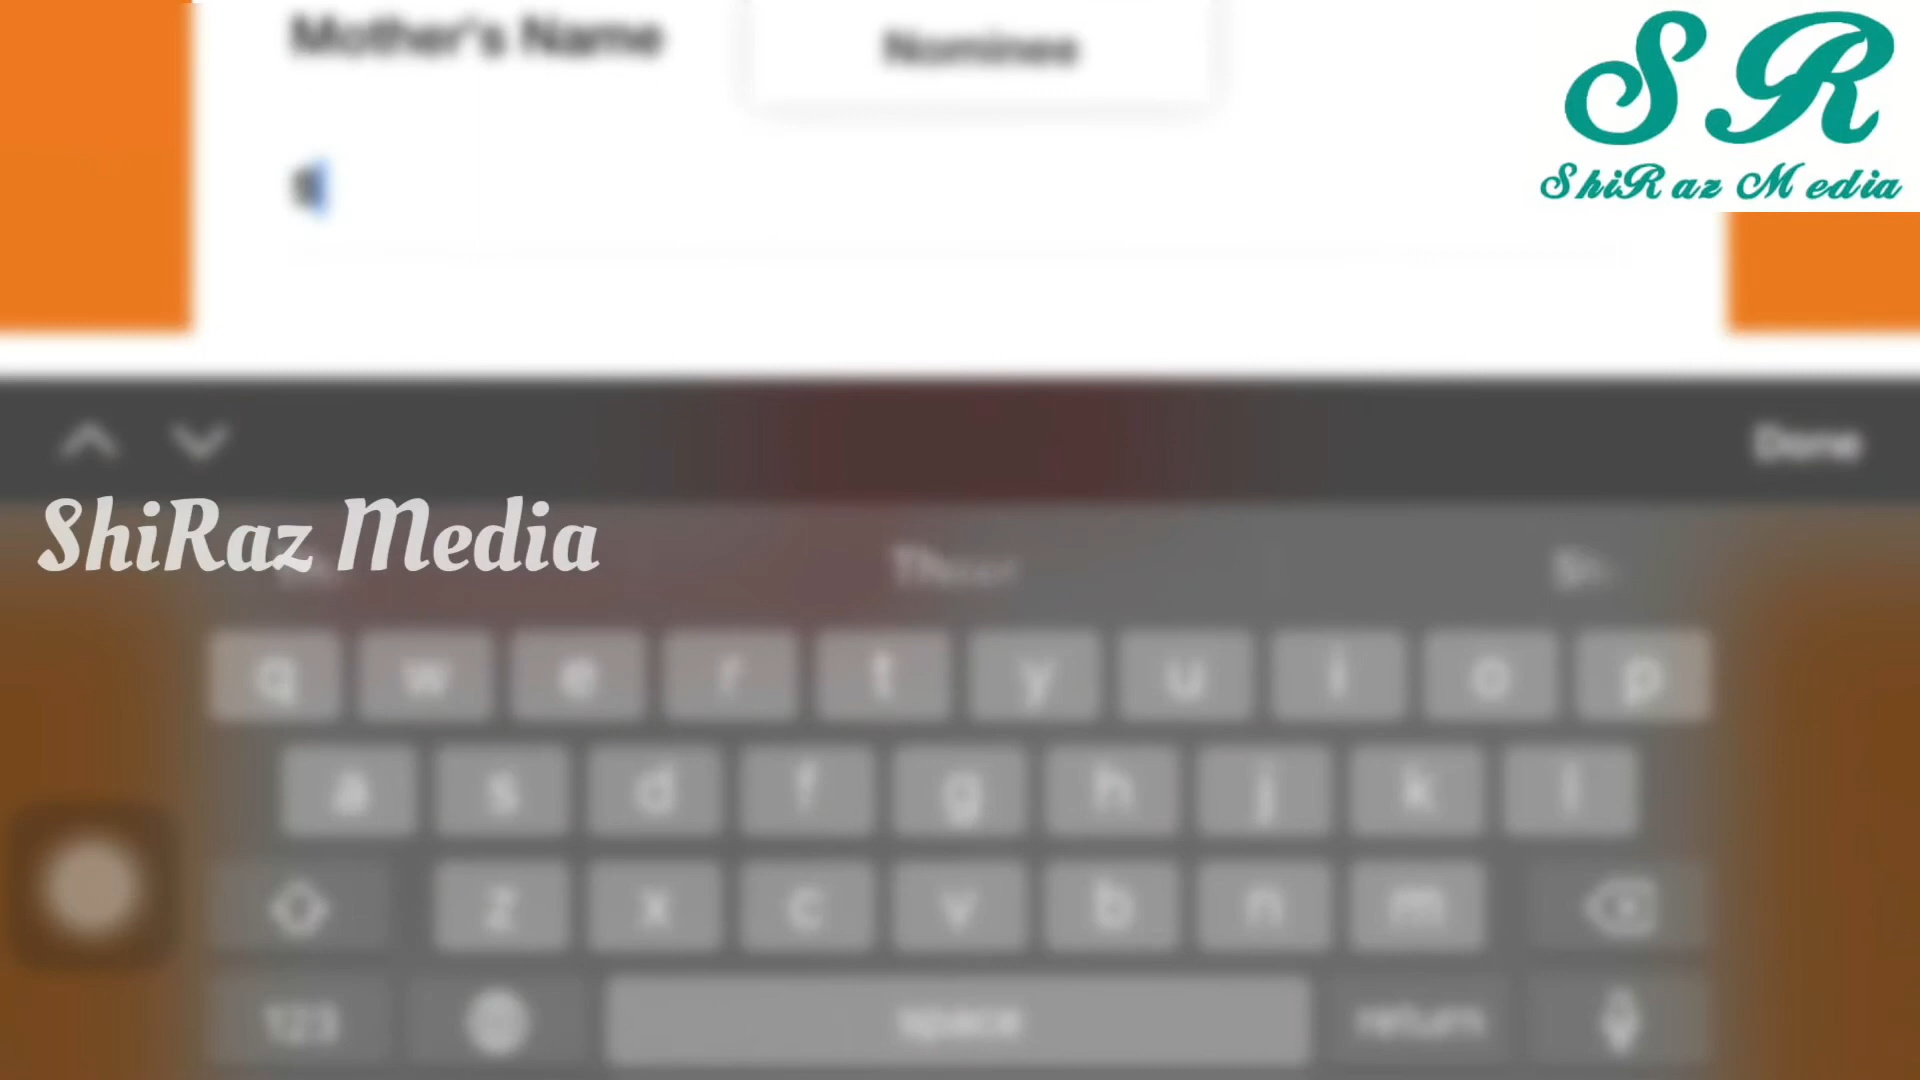 Mother's Name
Nominee
SR
ShiRaz Media
Done
ShiRaz Media
q w e r t y u i o p
a s d f g h j k l
z x c v b n m
123 space return